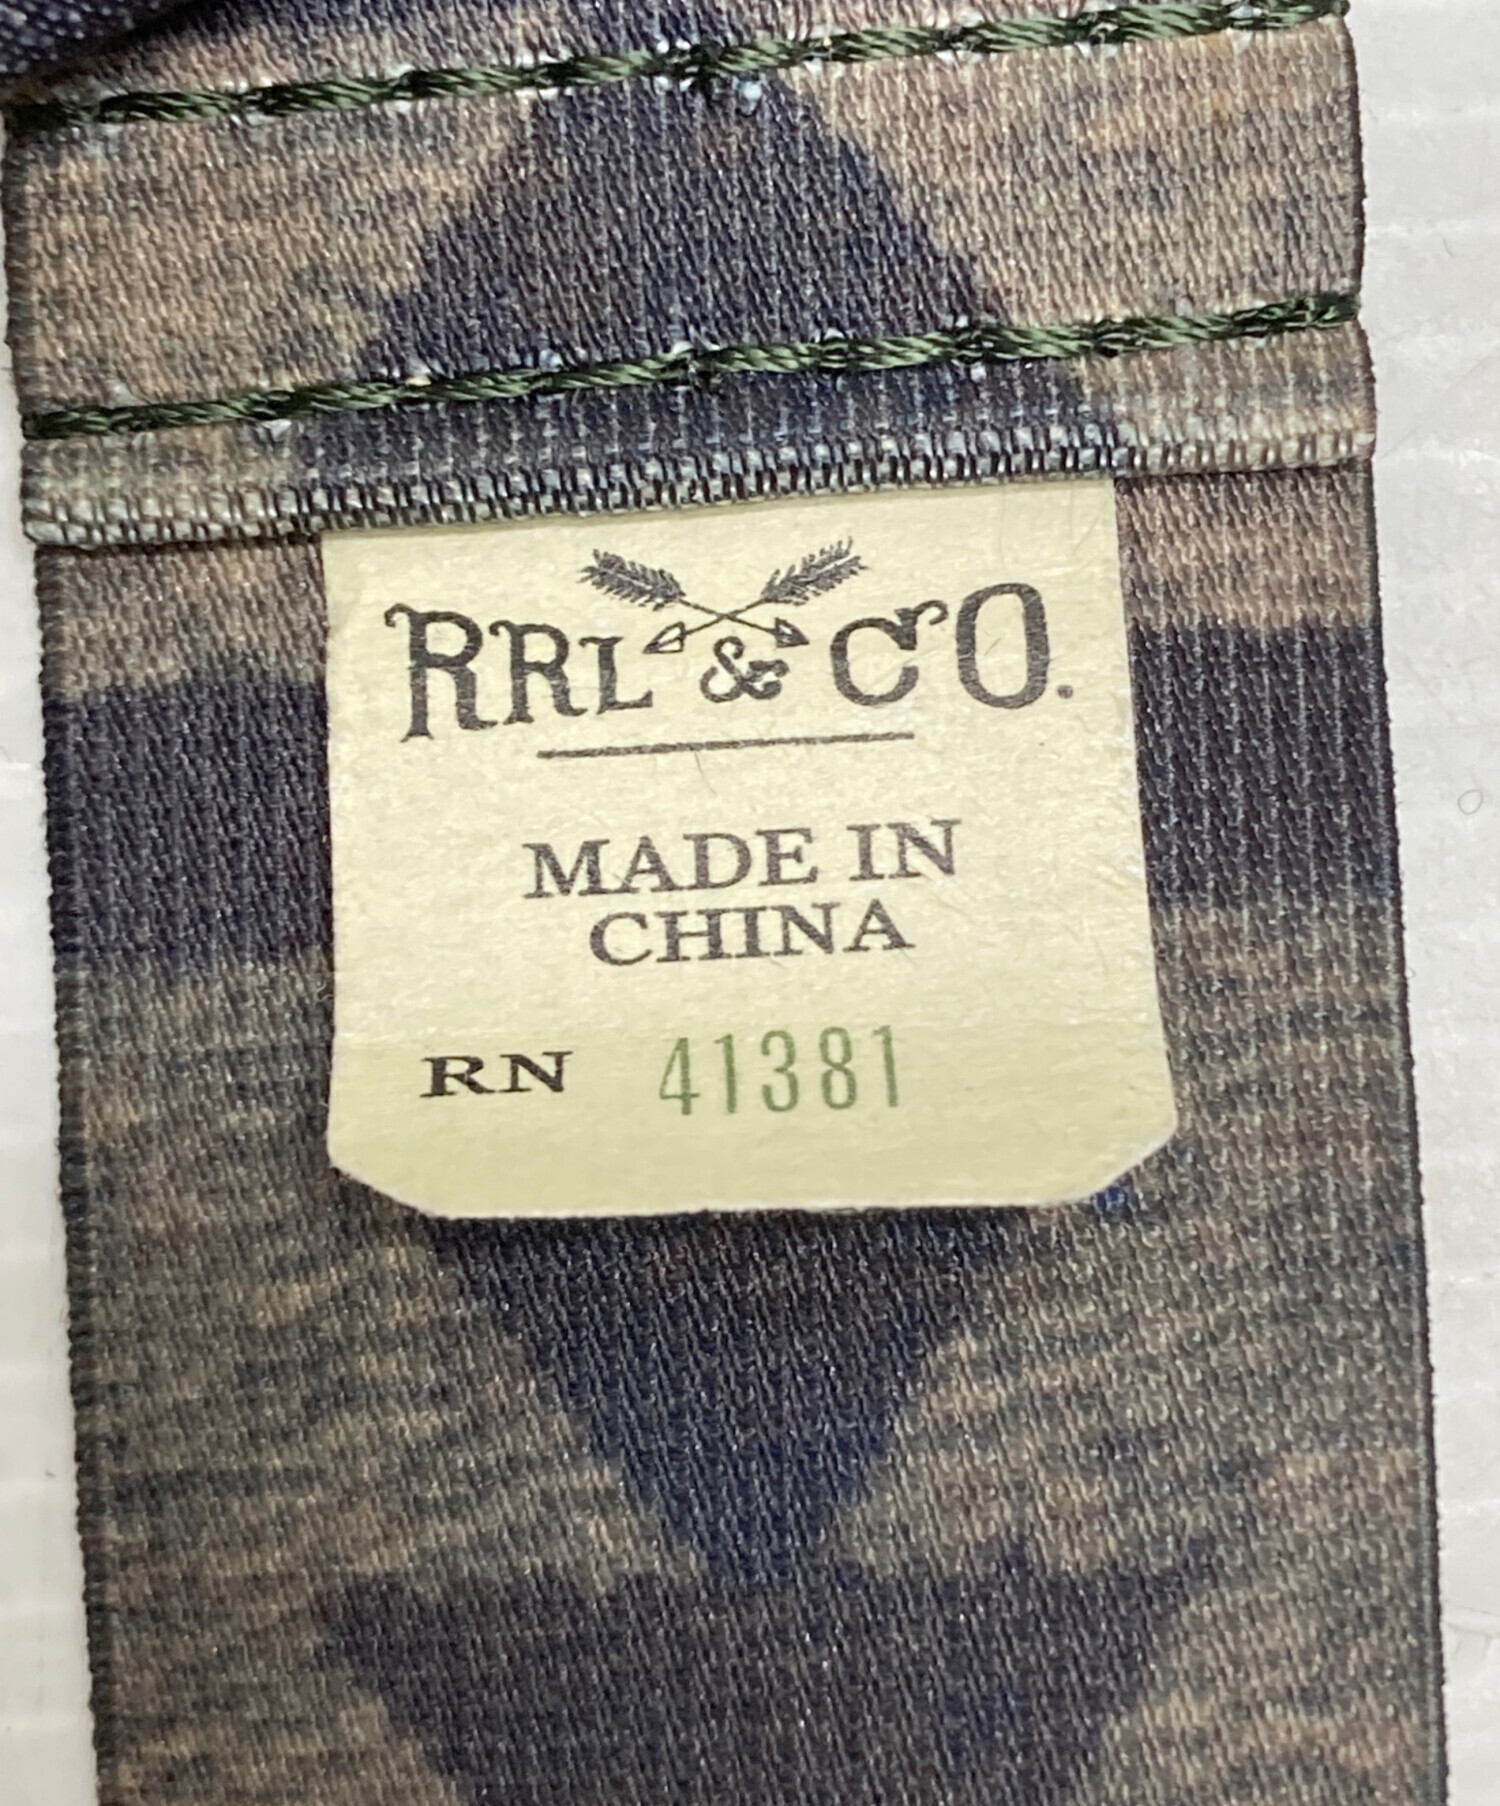 RRL & CO.
MADE IN
CHINA
RN 41381